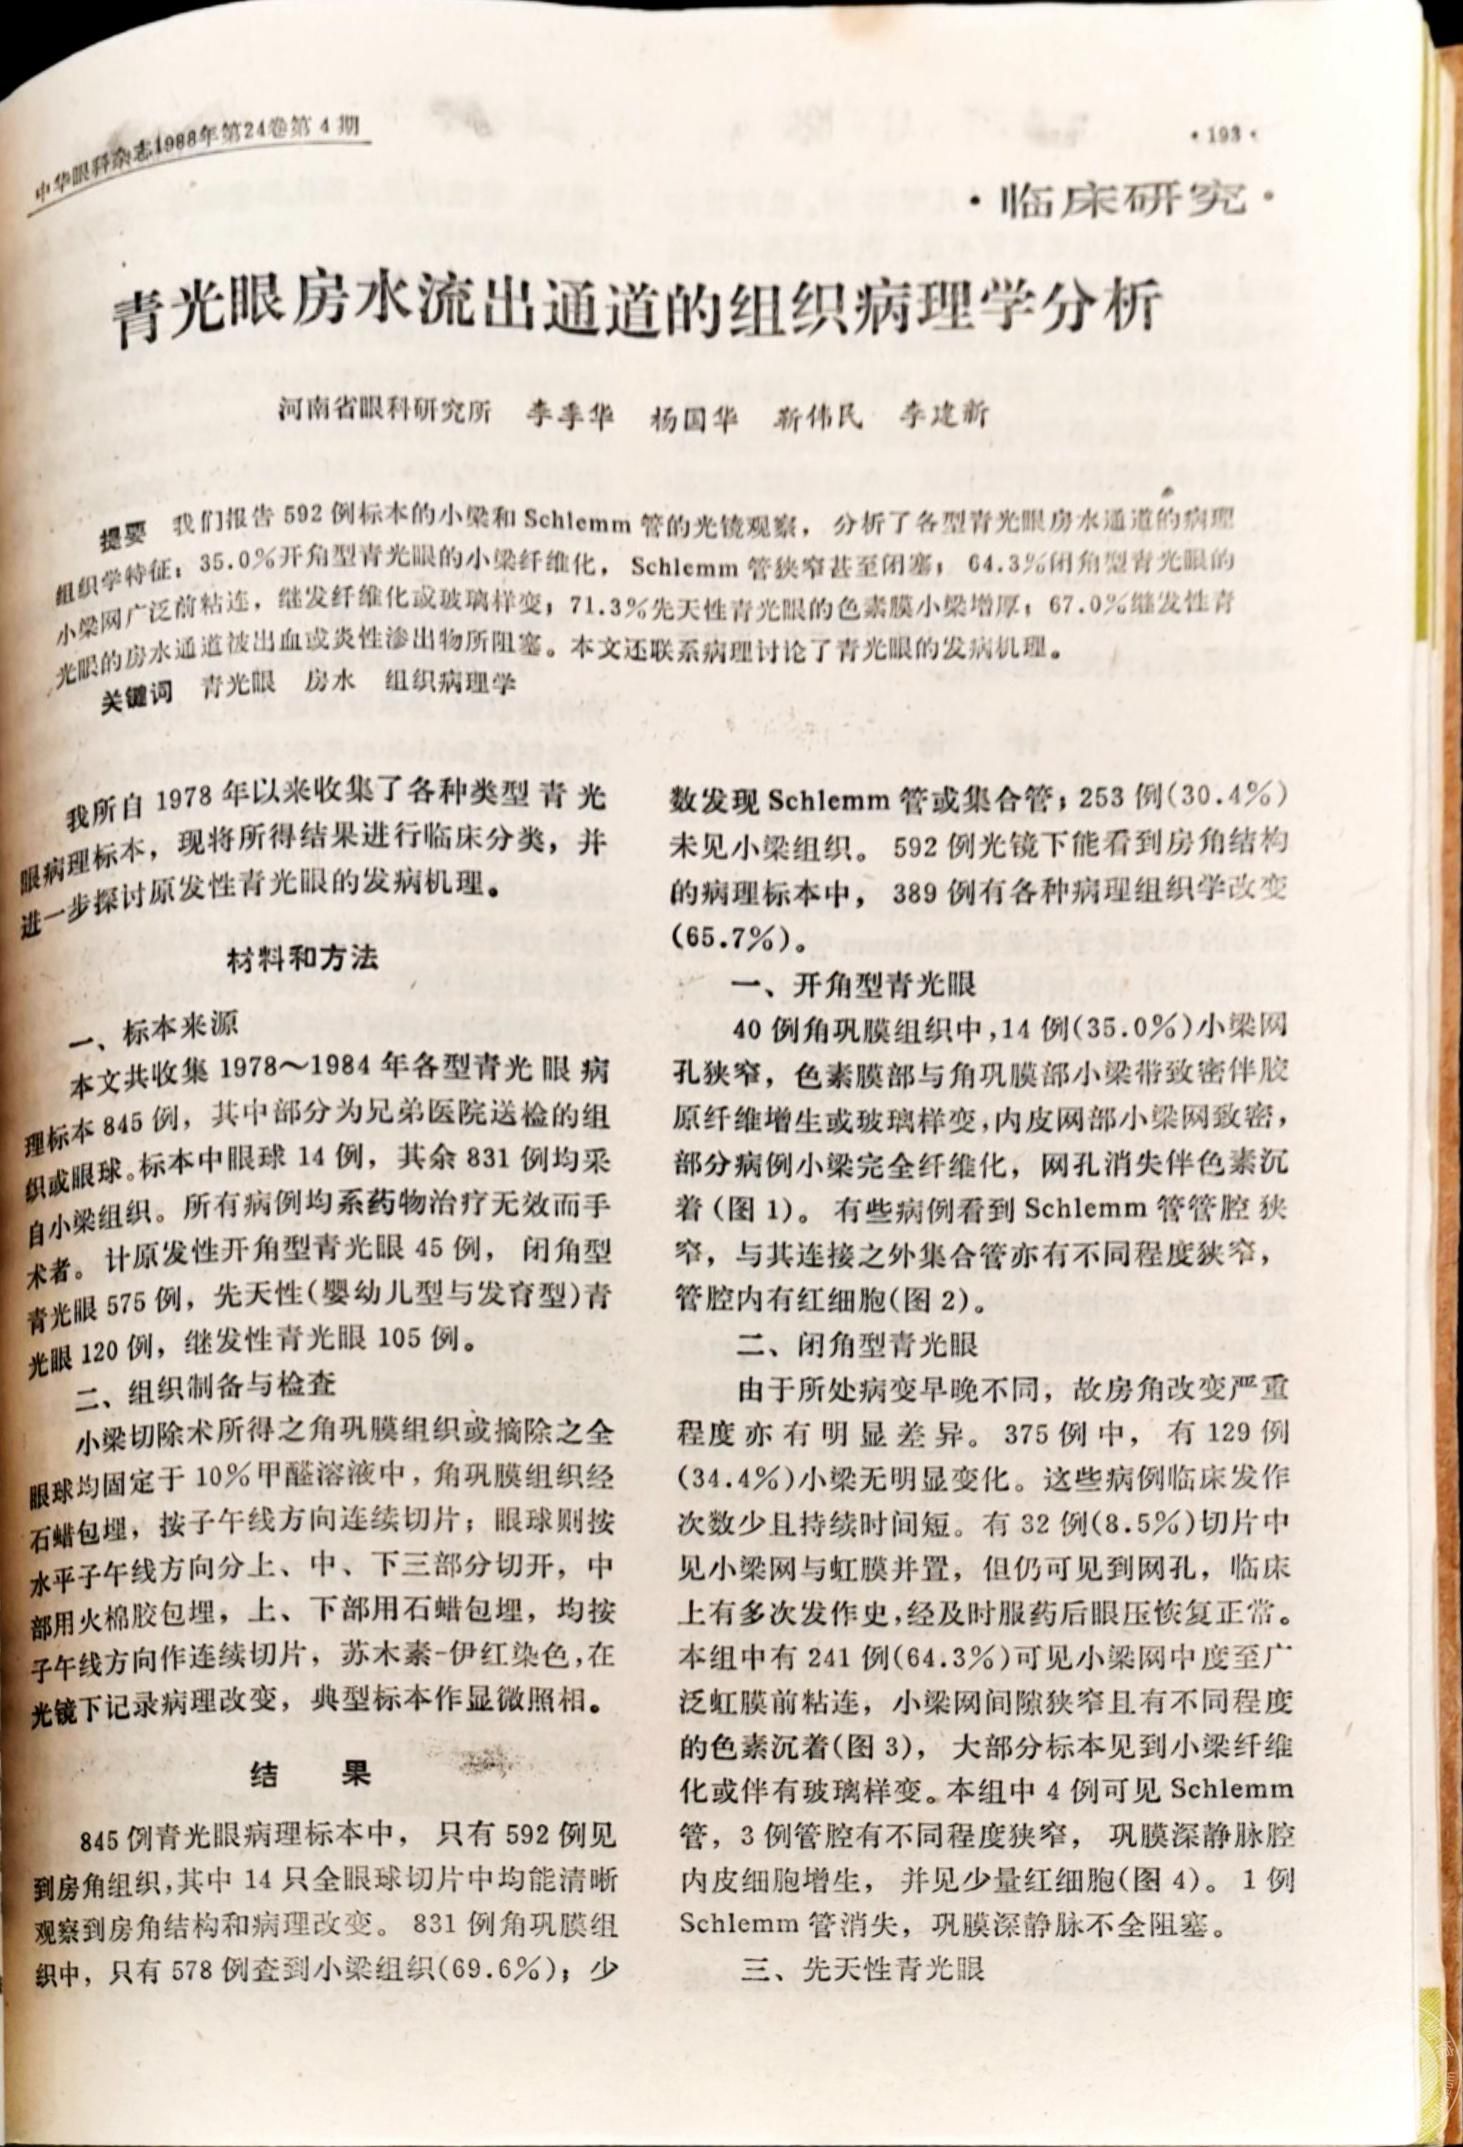 中华眼科杂志1988年第24卷第4期
·193·
·临床研究·
青光眼房水流出通道的组织病理学分析
河南省眼科研究所 李季华 杨国华 靳伟民 李建新
提要 我们报告592例标本的小梁和Schlemm管的光镜观察，分析了各型青光眼房水通道的病理
组织学特征；35.0%开角型青光眼的小梁纤维化，Schlemm管狭窄甚至闭塞；64.3%闭角型青光眼的
小梁网广泛前粘连，继发纤维化或玻璃样变；71.3%先天性青光眼的色素膜小梁增厚；67.0%继发性青
光眼的房水通道被出血或炎性渗出物所阻塞。本文还联系病理讨论了青光眼的发病机理。
关键词 青光眼 房水 组织病理学
我所自1978年以来收集了各种类型青光
眼病理标本，现将所得结果进行临床分类，并
进一步探讨原发性青光眼的发病机理。
材料和方法
一、标本来源
本文共收集1978～1984年各型青光眼病
理标本845例，其中部分为兄弟医院送检的组
织或眼球。标本中眼球14例，其余831例均采
自小梁组织。所有病例均系药物治疗无效而手
术者。计原发性开角型青光眼45例，闭角型
青光眼575例，先天性(婴幼儿型与发育型)青
光眼120例，继发性青光眼105例。
二、组织制备与检查
小梁切除术所得之角巩膜组织或摘除之全
眼球均固定于10%甲醛溶液中，角巩膜组织经
石蜡包埋，按子午线方向连续切片；眼球则按
水平子午线方向分上、中、下三部分切开，中
部用火棉胶包埋，上、下部用石蜡包埋，均按
子午线方向作连续切片，苏木素-伊红染色，在
光镜下记录病理改变，典型标本作显微照相。
结 果
845例青光眼病理标本中，只有592例见
到房角组织，其中14只全眼球切片中均能清晰
观察到房角结构和病理改变。831例角巩膜组
织中，只有578例查到小梁组织(69.6%)；少
数发现Schlemm管或集合管；253例(30.4%)
未见小梁组织。592例光镜下能看到房角结构
的病理标本中，389例有各种病理组织学改变
(65.7%)。
一、开角型青光眼
40例角巩膜组织中，14例(35.0%)小梁网
孔狭窄，色素膜部与角巩膜部小梁带致密伴胶
原纤维增生或玻璃样变，内皮网部小梁网致密，
部分病例小梁完全纤维化，网孔消失伴色素沉
着(图1)。有些病例看到Schlemm管管腔狭
窄，与其连接之外集合管亦有不同程度狭窄，
管腔内有红细胞(图2)。
二、闭角型青光眼
由于所处病变早晚不同，故房角改变严重
程度亦有明显差异。375例中，有129例
(34.4%)小梁无明显变化。这些病例临床发作
次数少且持续时间短。有32例(8.5%)切片中
见小梁网与虹膜并置，但仍可见到网孔，临床
上有多次发作史，经及时服药后眼压恢复正常。
本组中有241例(64.3%)可见小梁网中度至广
泛虹膜前粘连，小梁网间隙狭窄且有不同程度
的色素沉着(图3)，大部分标本见到小梁纤维
化或伴有玻璃样变。本组中4例可见Schlemm
管，3例管腔有不同程度狭窄，巩膜深静脉腔
内皮细胞增生，并见少量红细胞(图4)。1例
Schlemm管消失，巩膜深静脉不全阻塞。
三、先天性青光眼